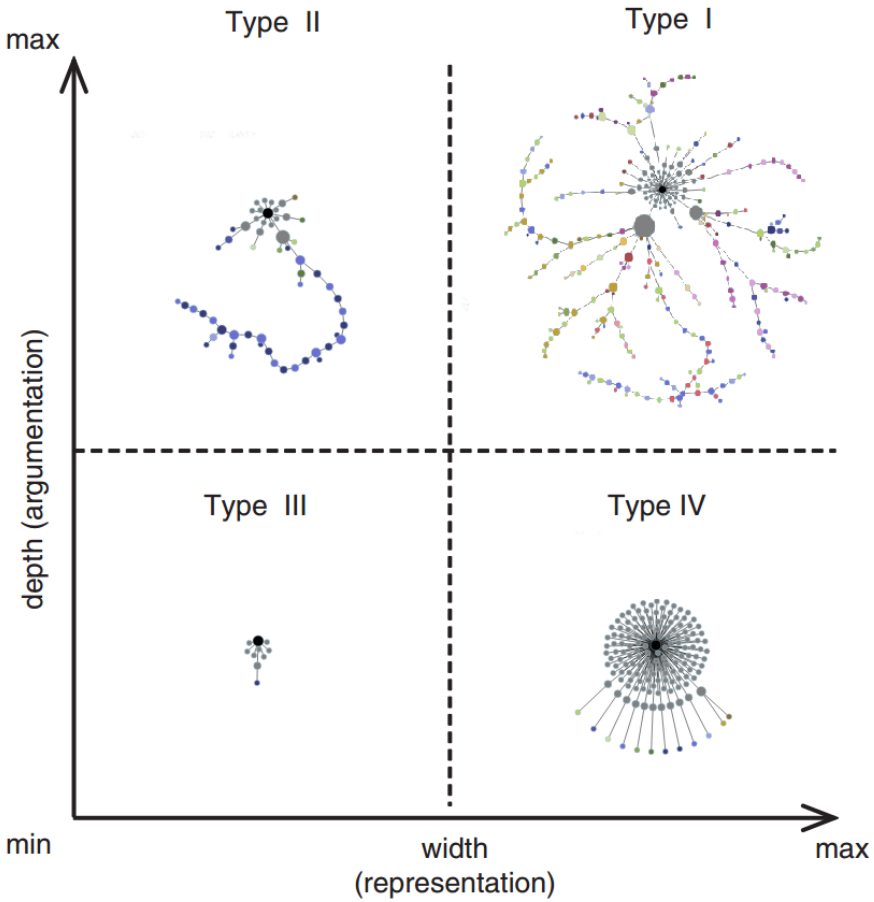 Type II
Type I
max
depth (argumentation)
Type III
Type IV
min
width
(representation)
max